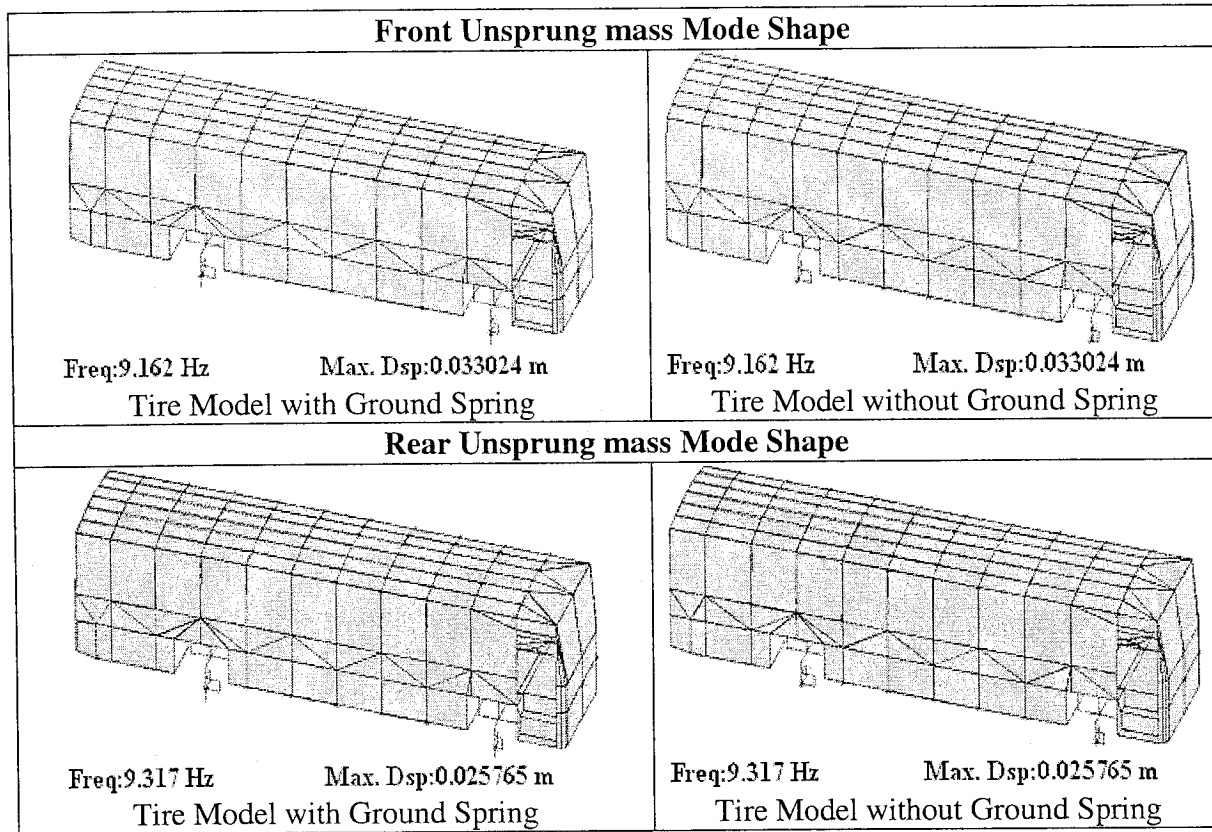 Front Unsprung mass Mode Shape
Freq:9.162 Hz Max. Dsp:0.033024 m
Tire Model with Ground Spring
Freq:9.162 Hz Max. Dsp:0.033024 m
Tire Model without Ground Spring
Rear Unsprung mass Mode Shape
Freq:9.317 Hz Max. Dsp:0.025765 m
Tire Model with Ground Spring
Freq:9.317 Hz Max. Dsp:0.025765 m
Tire Model without Ground Spring